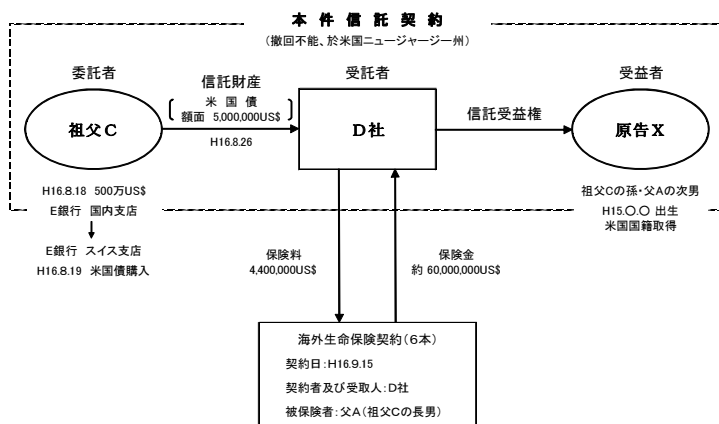 本件信託契約
(撤回不能、於米国ニュージャージー州)
委託者
祖父C
信託財産
米国債
額面 5,000,000US$
H16.8.26
受託者
D社
信託受益権
受益者
原告X
H16.8.18 500万US$
E銀行 国内支店
E銀行 スイス支店
H16.8.19 米国債購入
祖父Cの孫・父Aの次男
H15.○.○ 出生
米国国籍取得
保険料
4,400,000US$
保険金
約 60,000,000US$
海外生命保険契約(6本)
契約日:H16.9.15
契約者及び受取人:D社
被保険者:父A(祖父Cの長男)